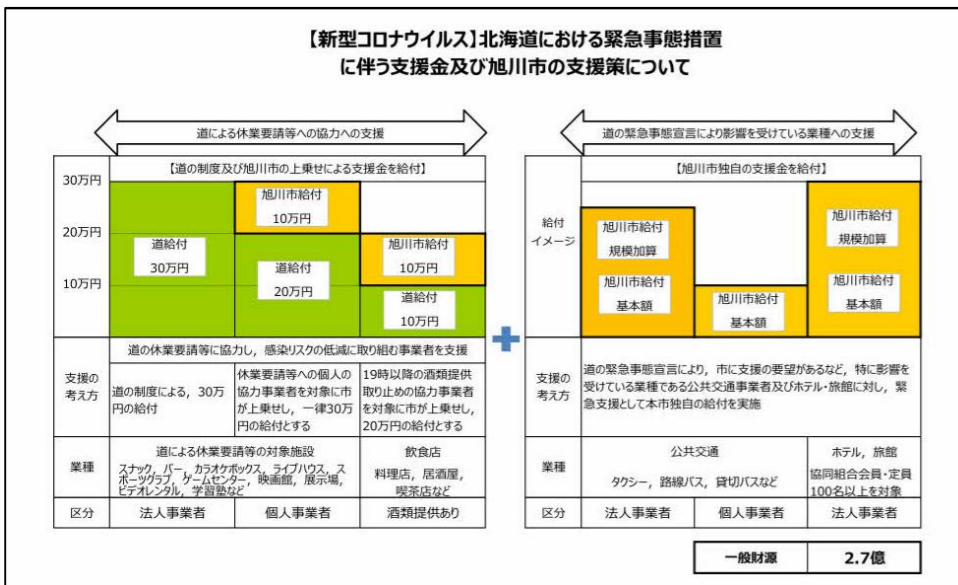 【新型コロナウイルス】北海道における緊急事態措置
に伴う支援金及び旭川市の支援策について
道による休業要請等への協力への支援
【道の制度及び旭川市の上乗せによる支援金を給付】
30万円
20万円
10万円
道給付
30万円
旭川市給付
10万円
道給付
20万円
旭川市給付
10万円
道給付
10万円
支援の
考え方
道の休業要請等に協力し，感染リスクの低減に取り組む事業者を支援
道の制度による，30万
円の給付
休業要請等への個人の
協力事業者を対象に市
が上乗せし，一律30万
円の給付とする
19時以降の酒類提供
取り止めの協力事業者
を対象に市が上乗せし，
20万円の給付とする
業種
道による休業要請等の対象施設
スナック，バー，カラオケボックス，ライブハウス，ス
ポーツクラブ，ゲームセンター，映画館，展示場，
ビデオレンタル，学習塾など
飲食店
料理店，居酒屋，
喫茶店など
区分
法人事業者
個人事業者
酒類提供あり
道の緊急事態宣言により影響を受けている業種への支援
【旭川市独自の支援金を給付】
給付
イメージ
旭川市給付
規模加算
旭川市給付
基本額
旭川市給付
基本額
旭川市給付
規模加算
旭川市給付
基本額
支援の
考え方
道の緊急事態宣言により，市に支援の要望があるなど，特に影響を
受けている業種である公共交通事業者及びホテル・旅館に対し，緊
急支援として本市独自の給付を実施
業種
公共交通
タクシー，路線バス，貸切バスなど
ホテル，旅館
協同組合会員・定員
100名以上を対象
区分
法人事業者
個人事業者
法人事業者
一般財源
2.7億